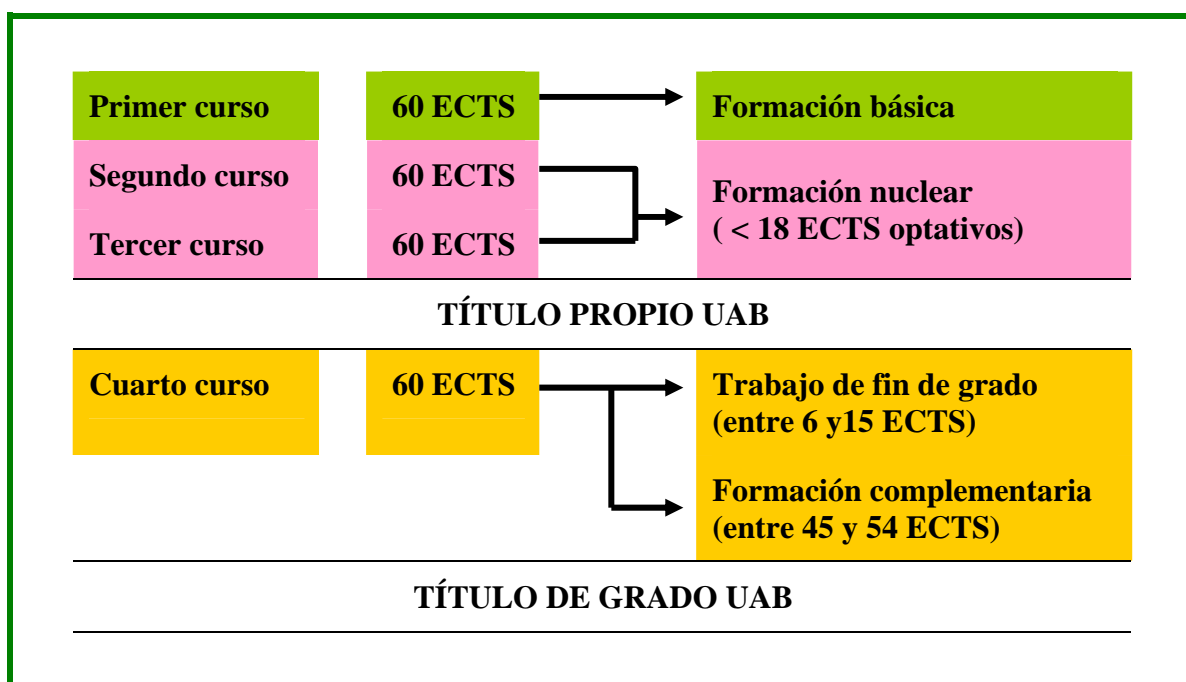 Primer curso 60 ECTS Formación básica
Segundo curso 60 ECTS
Formación nuclear
( < 18 ECTS optativos)
Tercer curso 60 ECTS
TÍTULO PROPIO UAB
Cuarto curso 60 ECTS Trabajo de fin de grado
(entre 6 y15 ECTS)
Formación complementaria
(entre 45 y 54 ECTS)
TÍTULO DE GRADO UAB